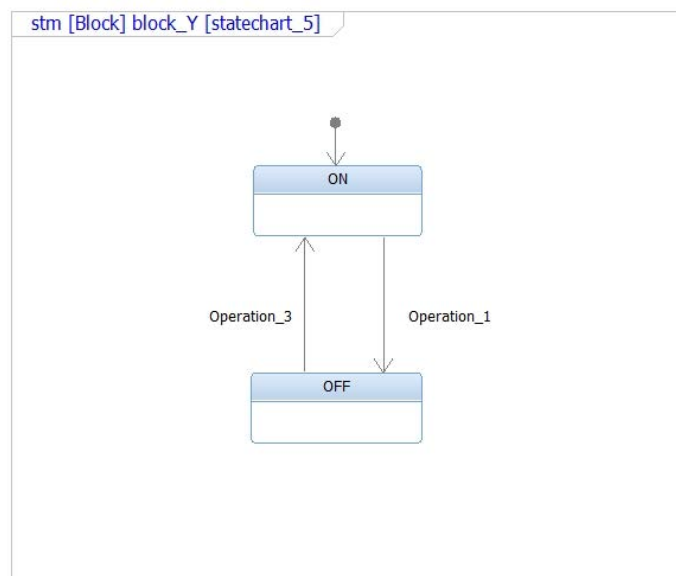 stm [Block] block_Y [statechart_5]
ON
Operation_3
Operation_1
OFF